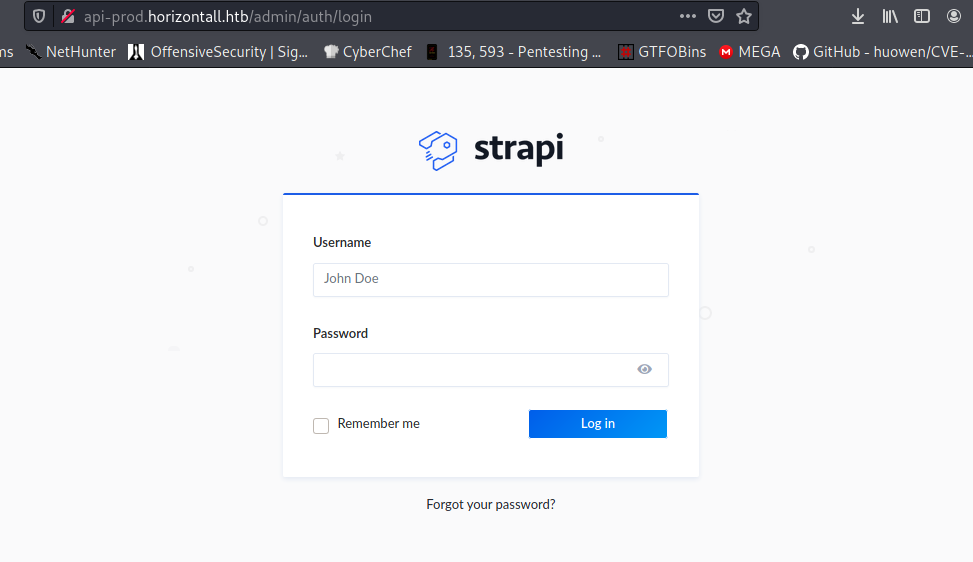 api-prod.horizontall.htb/admin/auth/login
ms NetHunter OffensiveSecurity | Sig... CyberChef 135, 593 - Pentesting ... GTFOBins MEGA GitHub - huowen/CVE-...
strapi
Username
John Doe
Password
Remember me Log in
Forgot your password?